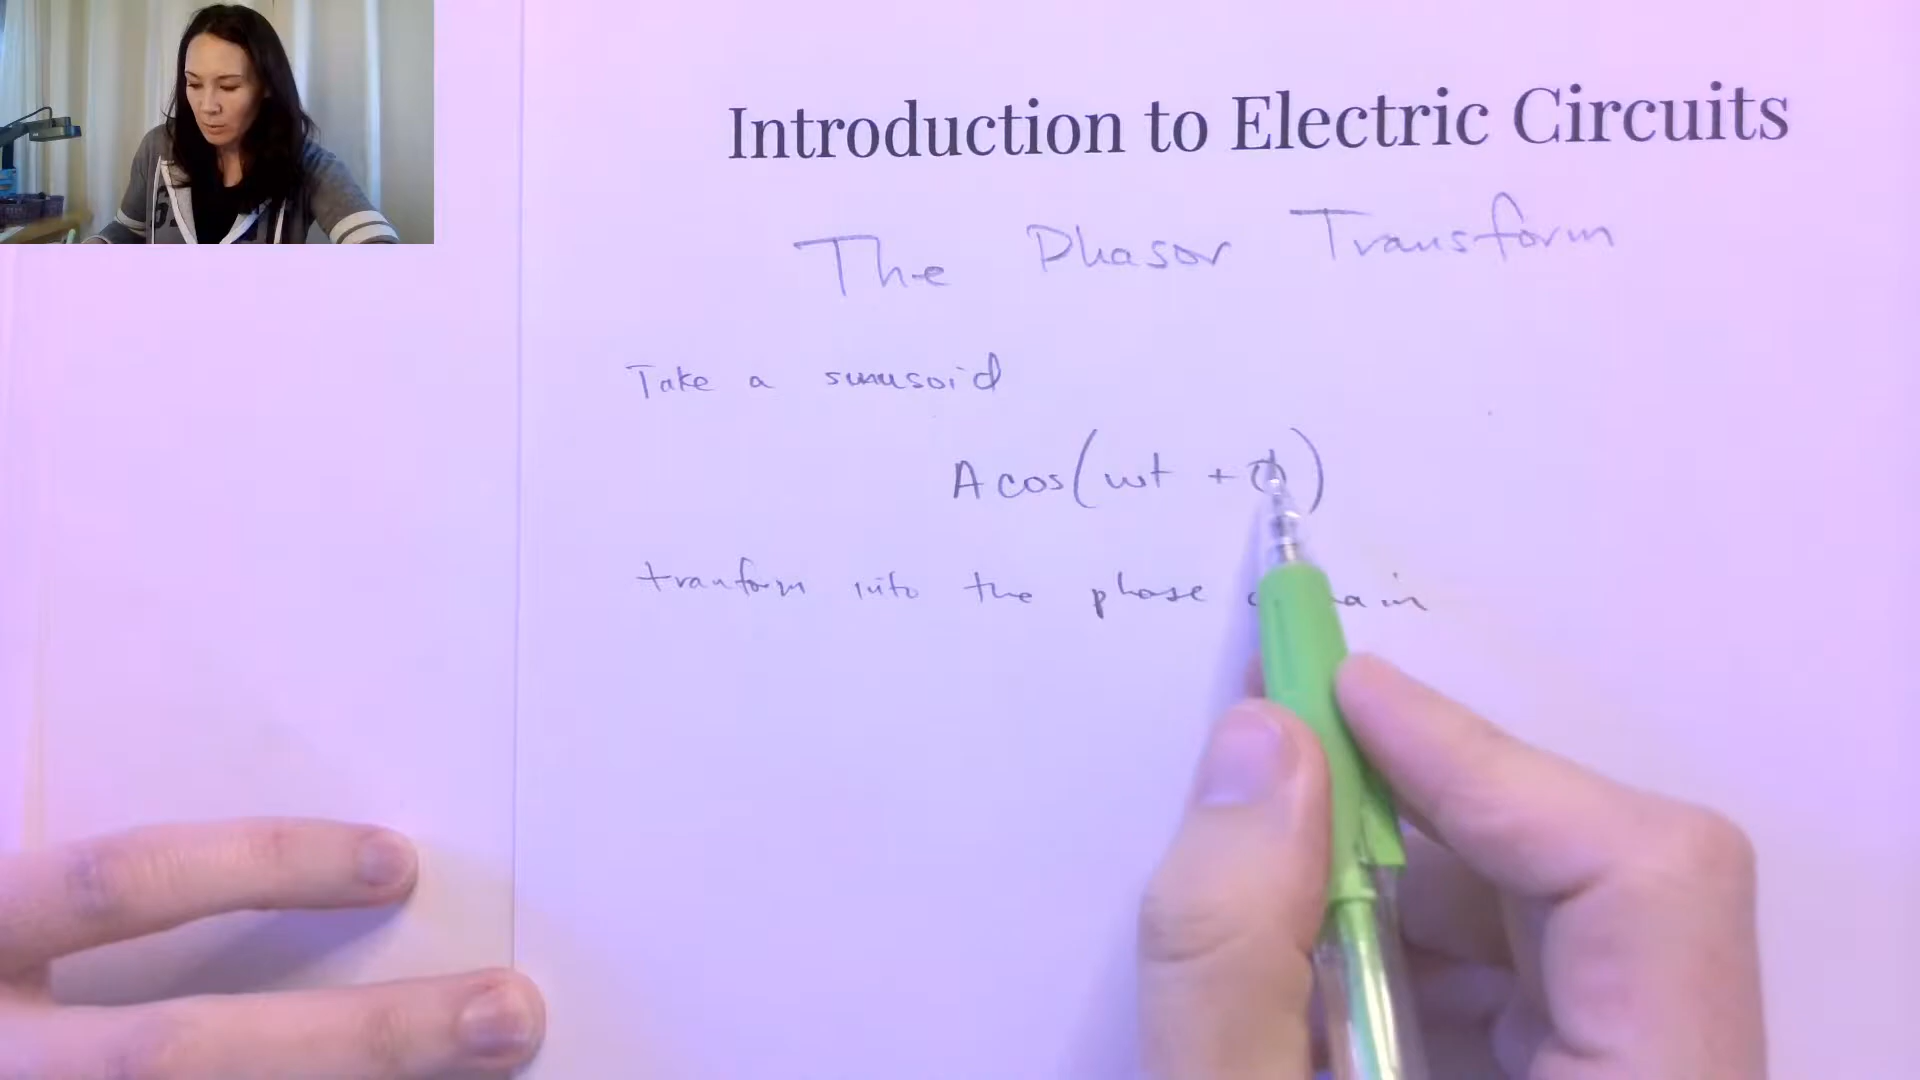 Introduction to Electric Circuits
The Phasor Transform
Take a sinusoid
A cos(ωt + ϕ)
tranform into the phase